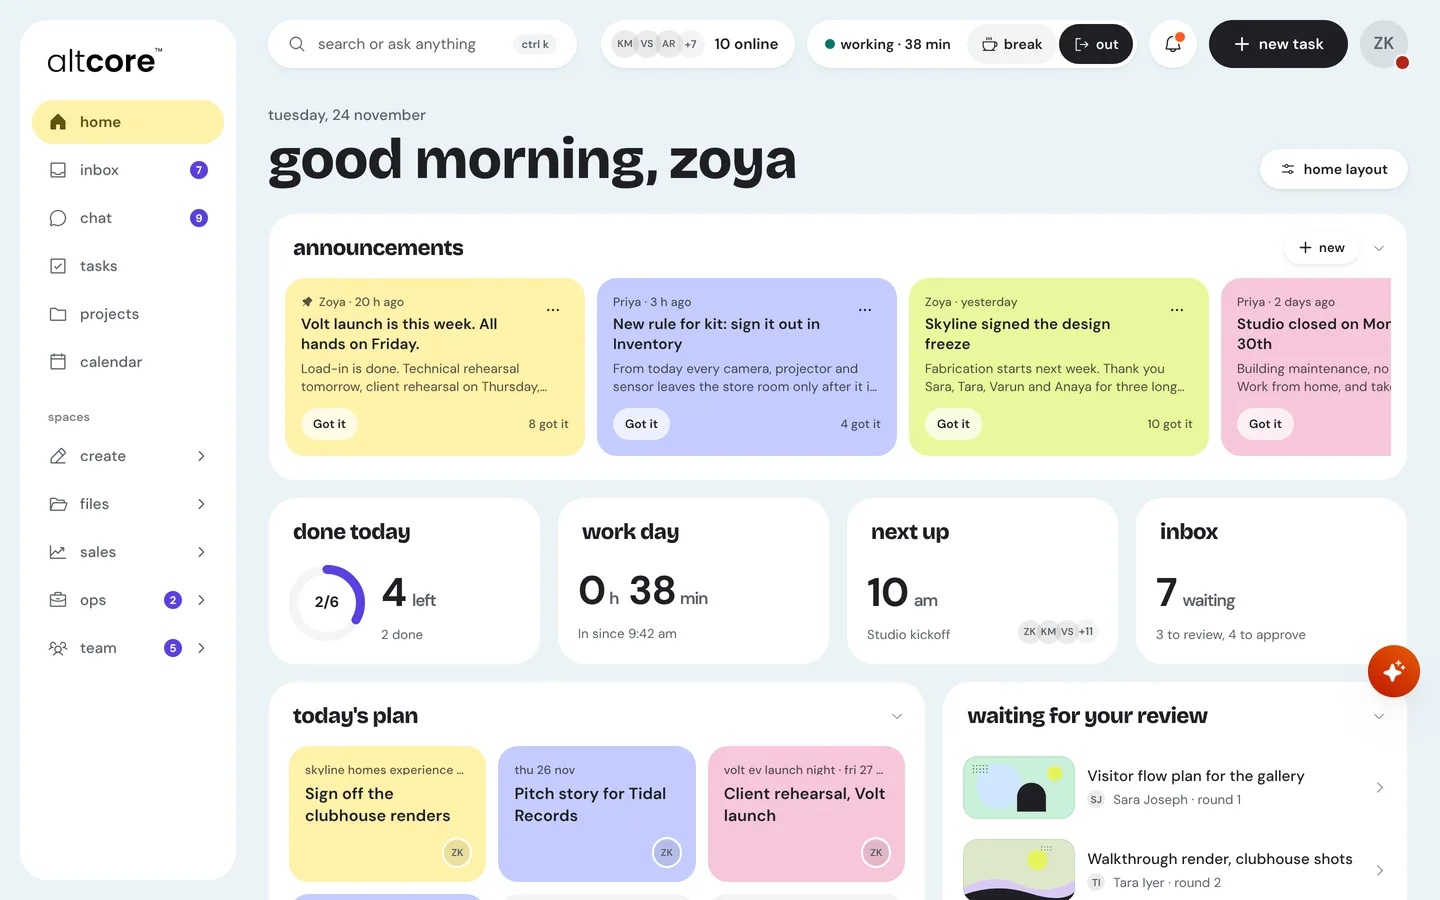 altcore™
home
inbox 7
chat 9
tasks
projects
calendar
spaces
create
files
sales
ops 2
team 5
search or ask anything ctrl k
KM VS AR +7 10 online
working · 38 min break out
new task
ZK
tuesday, 24 november
good morning, zoya
home layout
announcements
new
Zoya · 20 h ago
Volt launch is this week. All
hands on Friday.
Load-in is done. Technical rehearsal
tomorrow, client rehearsal on Thursday,...
Got it 8 got it
Priya · 3 h ago
New rule for kit: sign it out in
Inventory
From today every camera, projector and
sensor leaves the store room only after it i...
Got it 4 got it
Zoya · yesterday
Skyline signed the design
freeze
Fabrication starts next week. Thank you
Sara, Tara, Varun and Anaya for three long...
Got it 10 got it
Priya · 2 days ago
Studio closed on Mon
30th
Building maintenance, no
Work from home, and take
Got it
done today
2/6
4 left
2 done
work day
0 h 38 min
In since 9:42 am
next up
10 am
Studio kickoff
ZK KM VS +11
inbox
7 waiting
3 to review, 4 to approve
today's plan
skyline homes experience ...
Sign off the
clubhouse renders
ZK
thu 26 nov
Pitch story for Tidal
Records
ZK
volt ev launch night · fri 27 ...
Client rehearsal, Volt
launch
ZK
waiting for your review
Visitor flow plan for the gallery
SJ Sara Joseph · round 1
Walkthrough render, clubhouse shots
TI Tara Iyer · round 2